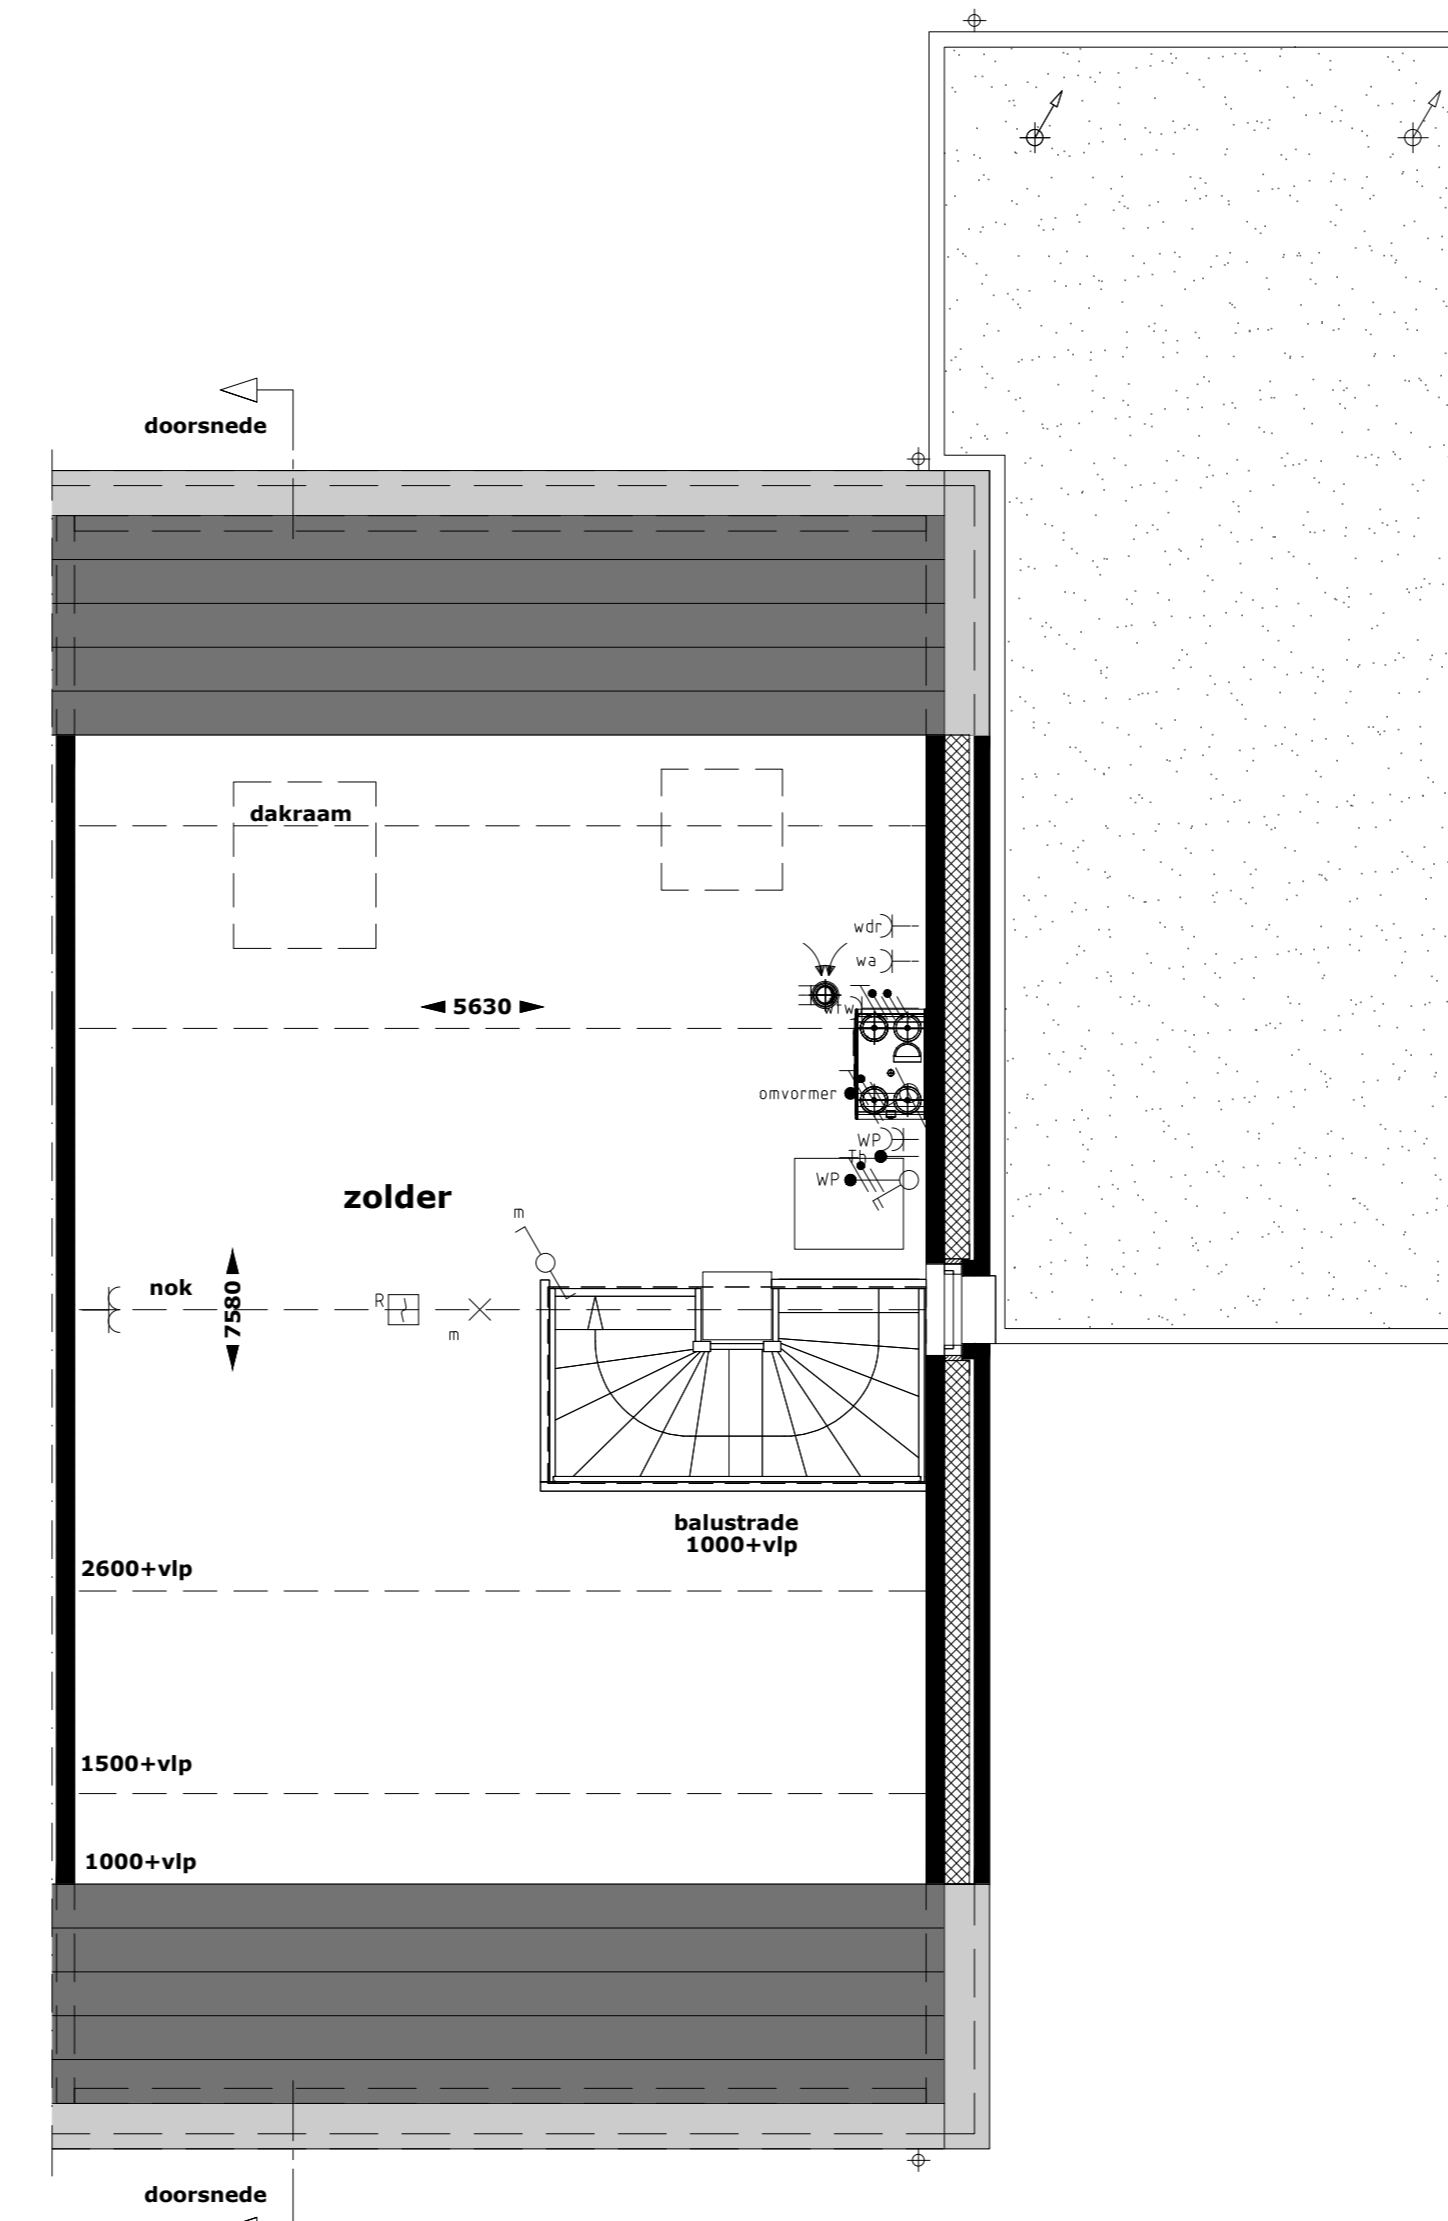 doorsnede
dakraam
wdr
wa
5630
wtw
omvormer
WP
Th
WP
zolder
m
nok
7580
R
m
balustrade
1000+vlp
2600+vlp
1500+vlp
1000+vlp
doorsnede